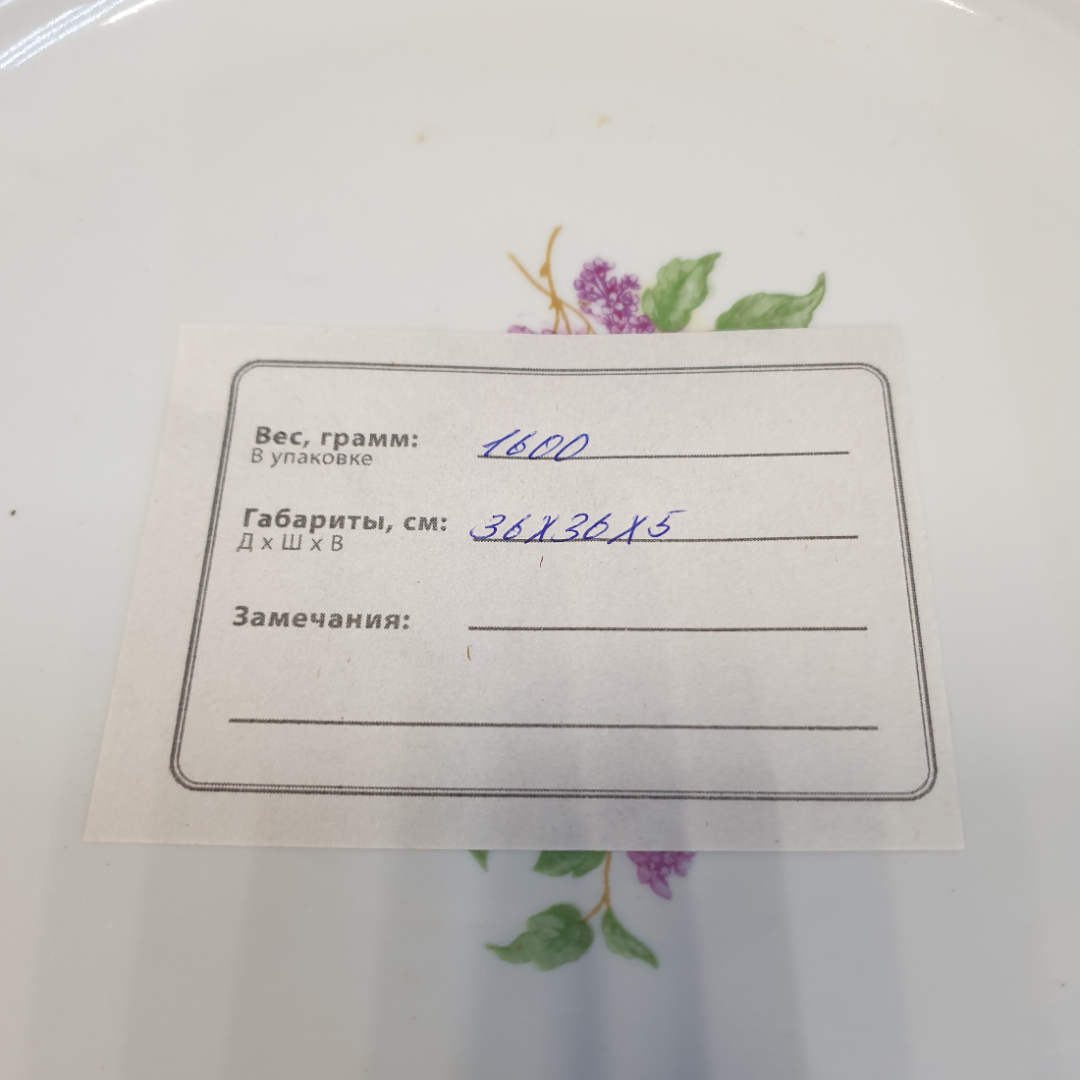 Вес, грамм: 1600
В упаковке
Габариты, см: 36х36х5
Д х Ш х В
Замечания: